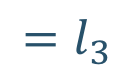 = l₃